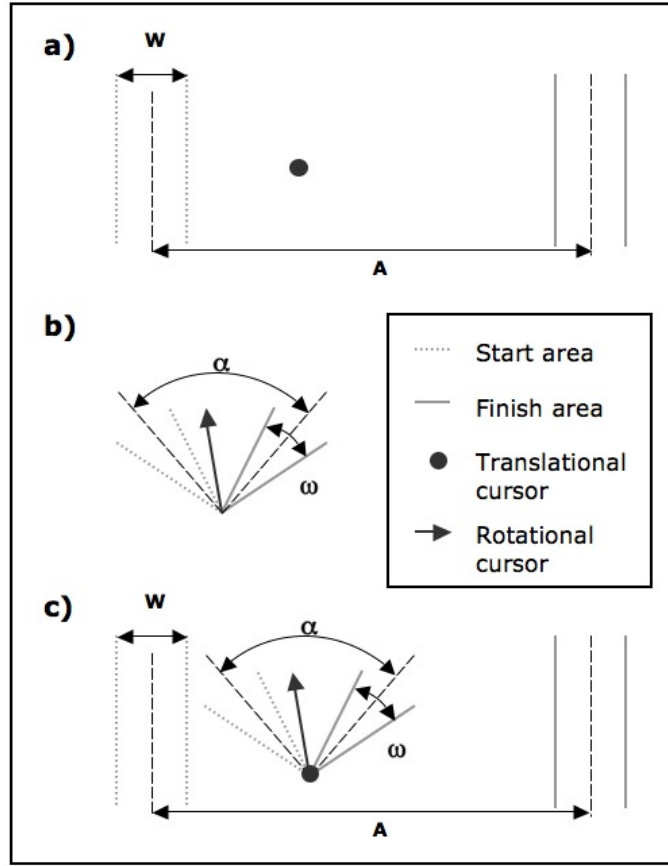 a)
W
A
b)
α
ω
Start area
Finish area
Translational
cursor
Rotational
cursor
c)
W
α
ω
A